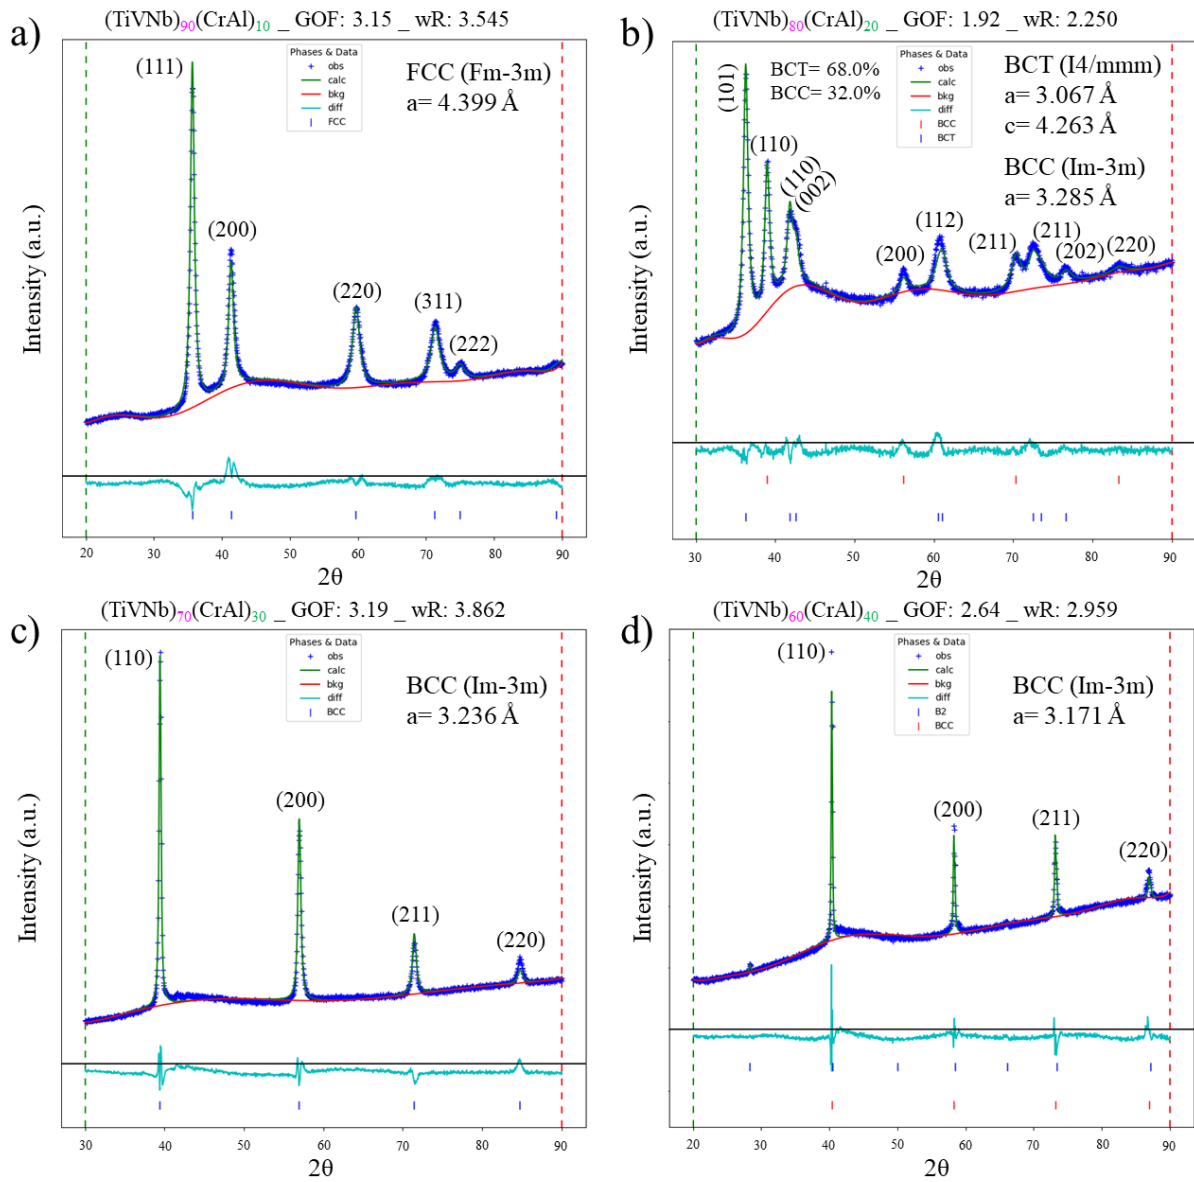 a)
(TiVNb)90(CrAl)10 _ GOF: 3.15 _ wR: 3.545
Phases & Data
obs
calc
bkg
diff
FCC
FCC (Fm-3m)
a= 4.399 Å
(111)
(200)
(220)
(311)
(222)
Intensity (a.u.)
20 30 40 50 60 70 80 90
2θ
b)
(TiVNb)80(CrAl)20 _ GOF: 1.92 _ wR: 2.250
BCT= 68.0%
BCC= 32.0%
Phases & Data
obs
calc
bkg
diff
BCC
BCT
BCT (I4/mmm)
a= 3.067 Å
c= 4.263 Å
BCC (Im-3m)
a= 3.285 Å
(101)
(110)
(110)
(002)
(200)
(112)
(211)
(211)
(202)
(220)
Intensity (a.u.)
30 40 50 60 70 80 90
2θ
c)
(TiVNb)70(CrAl)30 _ GOF: 3.19 _ wR: 3.862
Phases & Data
obs
calc
bkg
diff
BCC
BCC (Im-3m)
a= 3.236 Å
(110)
(200)
(211)
(220)
Intensity (a.u.)
30 40 50 60 70 80 90
2θ
d)
(TiVNb)60(CrAl)40 _ GOF: 2.64 _ wR: 2.959
Phases & Data
obs
calc
bkg
diff
B2
BCC
BCC (Im-3m)
a= 3.171 Å
(110)
(200)
(211)
(220)
Intensity (a.u.)
20 30 40 50 60 70 80 90
2θ